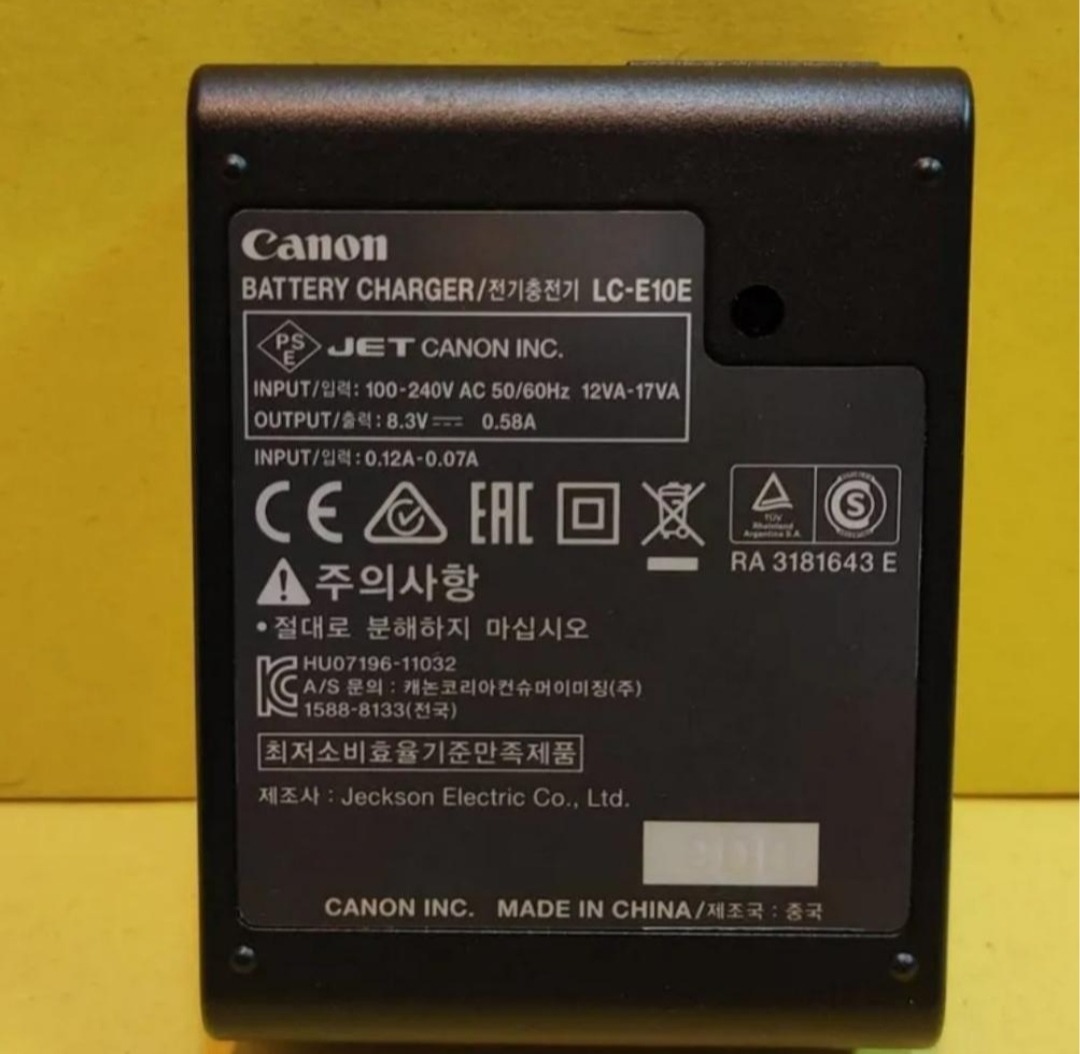 Canon
BATTERY CHARGER/전기충전기 LC-E10E
PS
E
JET CANON INC.
INPUT/입력: 100-240V AC 50/60Hz 12VA-17VA
OUTPUT/출력: 8.3V⎓ 0.58A
INPUT/입력: 0.12A-0.07A
CE
EAC
TÜV
Rheinland
Argentina S.A.
S
RA 3181643 E
주의사항
•절대로 분해하지 마십시오
HU07196-11032
A/S 문의 : 캐논코리아컨슈머이미징(주)
1588-8133(전국)
최저소비효율기준만족제품
제조사 : Jeckson Electric Co., Ltd.
CANON INC. MADE IN CHINA/제조국 : 중국